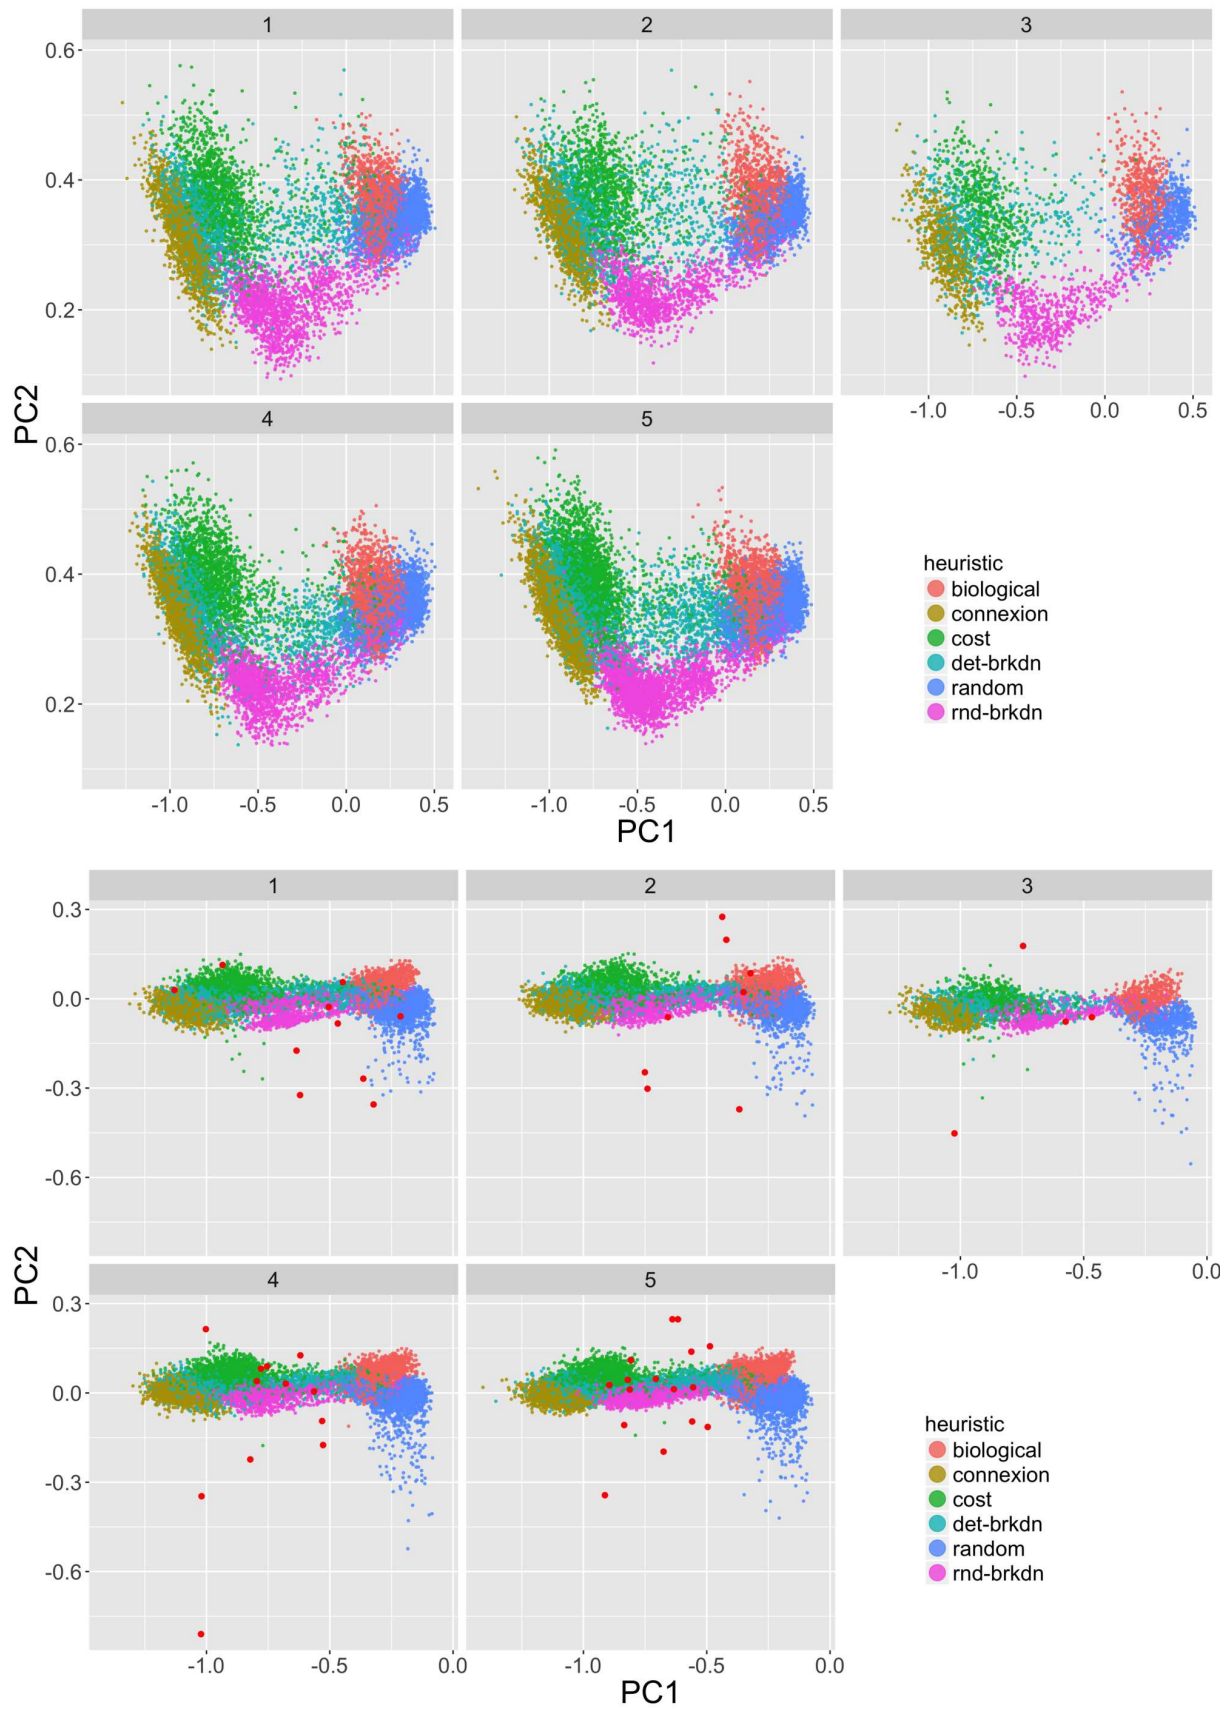 1 2 3
0.6
0.4
0.2
PC2
-1.0 -0.5 0.0 0.5
4 5
0.6
0.4
0.2
-1.0 -0.5 0.0 0.5 -1.0 -0.5 0.0 0.5
PC1
heuristic
biological
connexion
cost
det-brkdn
random
rnd-brkdn
1 2 3
0.3
0.0
-0.3
-0.6
PC2
-1.0 -0.5 0.0
4 5
0.3
0.0
-0.3
-0.6
-1.0 -0.5 0.0 -1.0 -0.5 0.0
PC1
heuristic
biological
connexion
cost
det-brkdn
random
rnd-brkdn